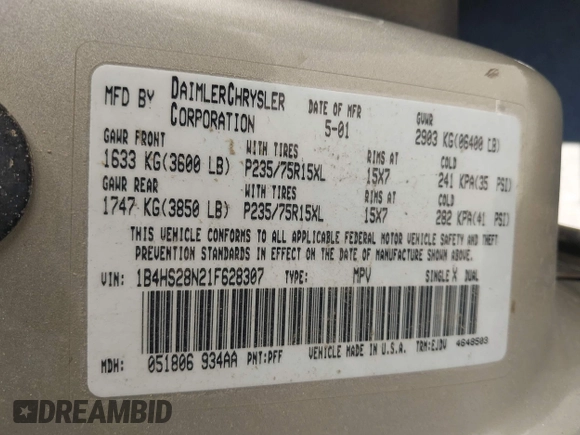 MFD BY DAIMLERCHRYSLER CORPORATION DATE OF MFR 5-01 GVWR 2903 KG(06400 LB)
GAWR FRONT WITH TIRES RIMS AT COLD
1633 KG(3600 LB) P235/75R15XL 15X7 241 KPA(35 PSI)
GAWR REAR WITH TIRES RIMS AT COLD
1747 KG(3850 LB) P235/75R15XL 15X7 282 KPA(41 PSI)
THIS VEHICLE CONFORMS TO ALL APPLICABLE FEDERAL MOTOR VEHICLE SAFETY AND THEFT
PREVENTION STANDARDS IN EFFECT ON THE DATE OF MANUFACTURE SHOWN ABOVE.
VIN: 1B4HS28N21F628307 TYPE: MPV SINGLE X DUAL
MDH: 051806 934AA PNT:PFF VEHICLE MADE IN U.S.A. TRM:EJDV 4648503
DREAMBID